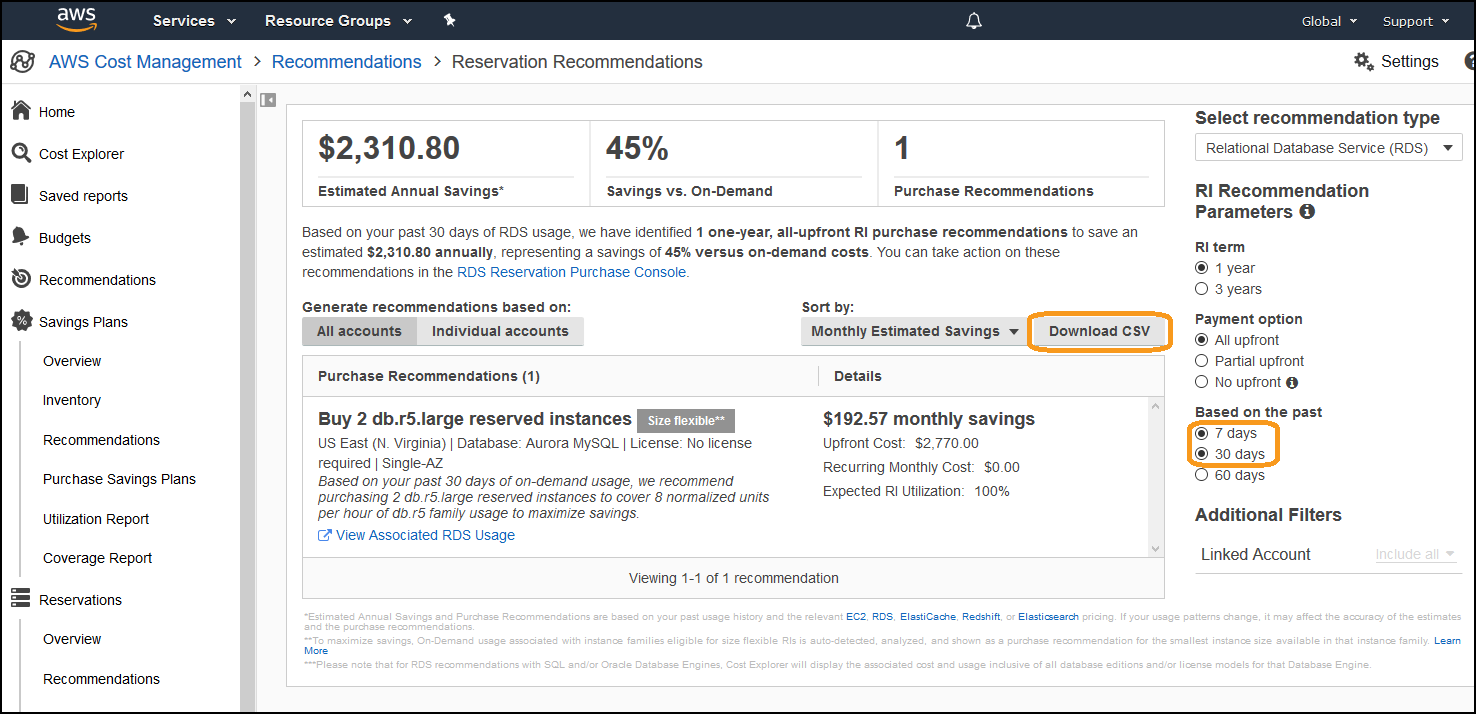 aws Services Resource Groups Global Support
AWS Cost Management > Recommendations > Reservation Recommendations Settings
Home
Cost Explorer
Saved reports
Budgets
Recommendations
Savings Plans
Overview
Inventory
Recommendations
Purchase Savings Plans
Utilization Report
Coverage Report
Reservations
Overview
Recommendations
$2,310.80
Estimated Annual Savings*
45%
Savings vs. On-Demand
1
Purchase Recommendations
Based on your past 30 days of RDS usage, we have identified 1 one-year, all-upfront RI purchase recommendations to save an
estimated $2,310.80 annually, representing a savings of 45% versus on-demand costs. You can take action on these
recommendations in the RDS Reservation Purchase Console.
Generate recommendations based on:
All accounts Individual accounts
Sort by:
Monthly Estimated Savings Download CSV
Purchase Recommendations (1) Details
Buy 2 db.r5.large reserved instances Size flexible**
US East (N. Virginia) | Database: Aurora MySQL | License: No license
required | Single-AZ
Based on your past 30 days of on-demand usage, we recommend
purchasing 2 db.r5.large reserved instances to cover 8 normalized units
per hour of db.r5 family usage to maximize savings.
View Associated RDS Usage
$192.57 monthly savings
Upfront Cost: $2,770.00
Recurring Monthly Cost: $0.00
Expected RI Utilization: 100%
Viewing 1-1 of 1 recommendation
*Estimated Annual Savings and Purchase Recommendations are based on your past usage history and the relevant EC2, RDS, ElastiCache, Redshift, or Elasticsearch pricing. If your usage patterns change, it may affect the accuracy of the estimates
and the purchase recommendations.
**To maximize savings, On-Demand usage associated with instance families eligible for size flexible RIs is auto-detected, analyzed, and shown as a purchase recommendation for the smallest instance size available in that instance family. Learn
More
***Please note that for RDS recommendations with SQL and/or Oracle Database Engines, Cost Explorer will display the associated cost and usage inclusive of all database editions and/or license models for that Database Engine.
Select recommendation type
Relational Database Service (RDS)
RI Recommendation
Parameters
RI term
1 year
3 years
Payment option
All upfront
Partial upfront
No upfront
Based on the past
7 days
30 days
60 days
Additional Filters
Linked Account Include all